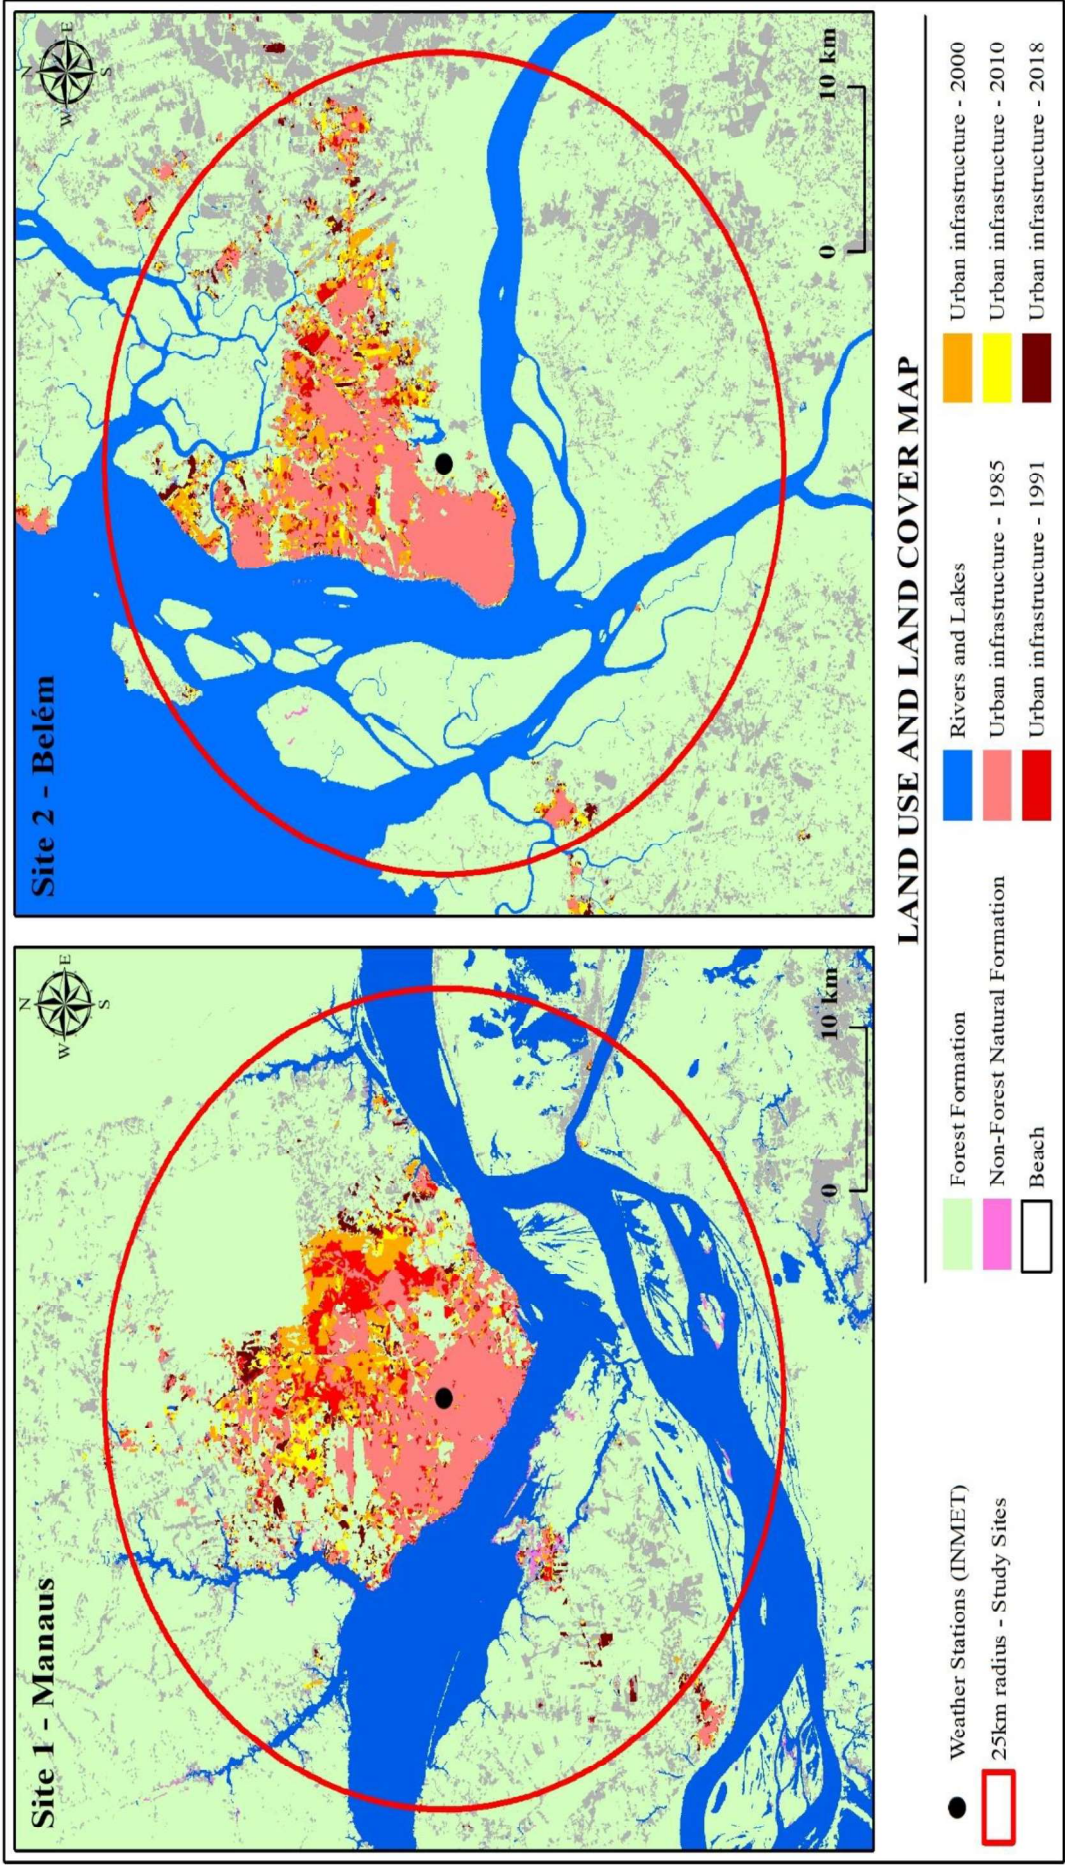 Site 1 - Manaus
N
W E
S
0 10 km
Site 2 - Belém
N
W E
S
0 10 km
LAND USE AND LAND COVER MAP
Weather Stations (INMET)
25km radius - Study Sites
Forest Formation
Non-Forest Natural Formation
Beach
Rivers and Lakes
Urban infrastructure - 1985
Urban infrastructure - 1991
Urban infrastructure - 2000
Urban infrastructure - 2010
Urban infrastructure - 2018